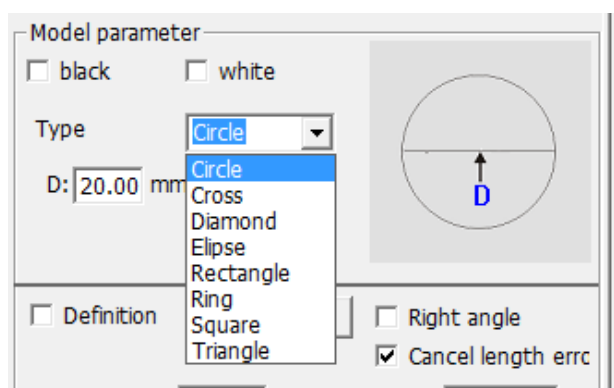 Model parameter
black white
Type Circle
D: 20.00 mm
Circle
Cross
Diamond
Elipse
Rectangle
Ring
Square
Triangle
D
Definition Right angle
Cancel length erro